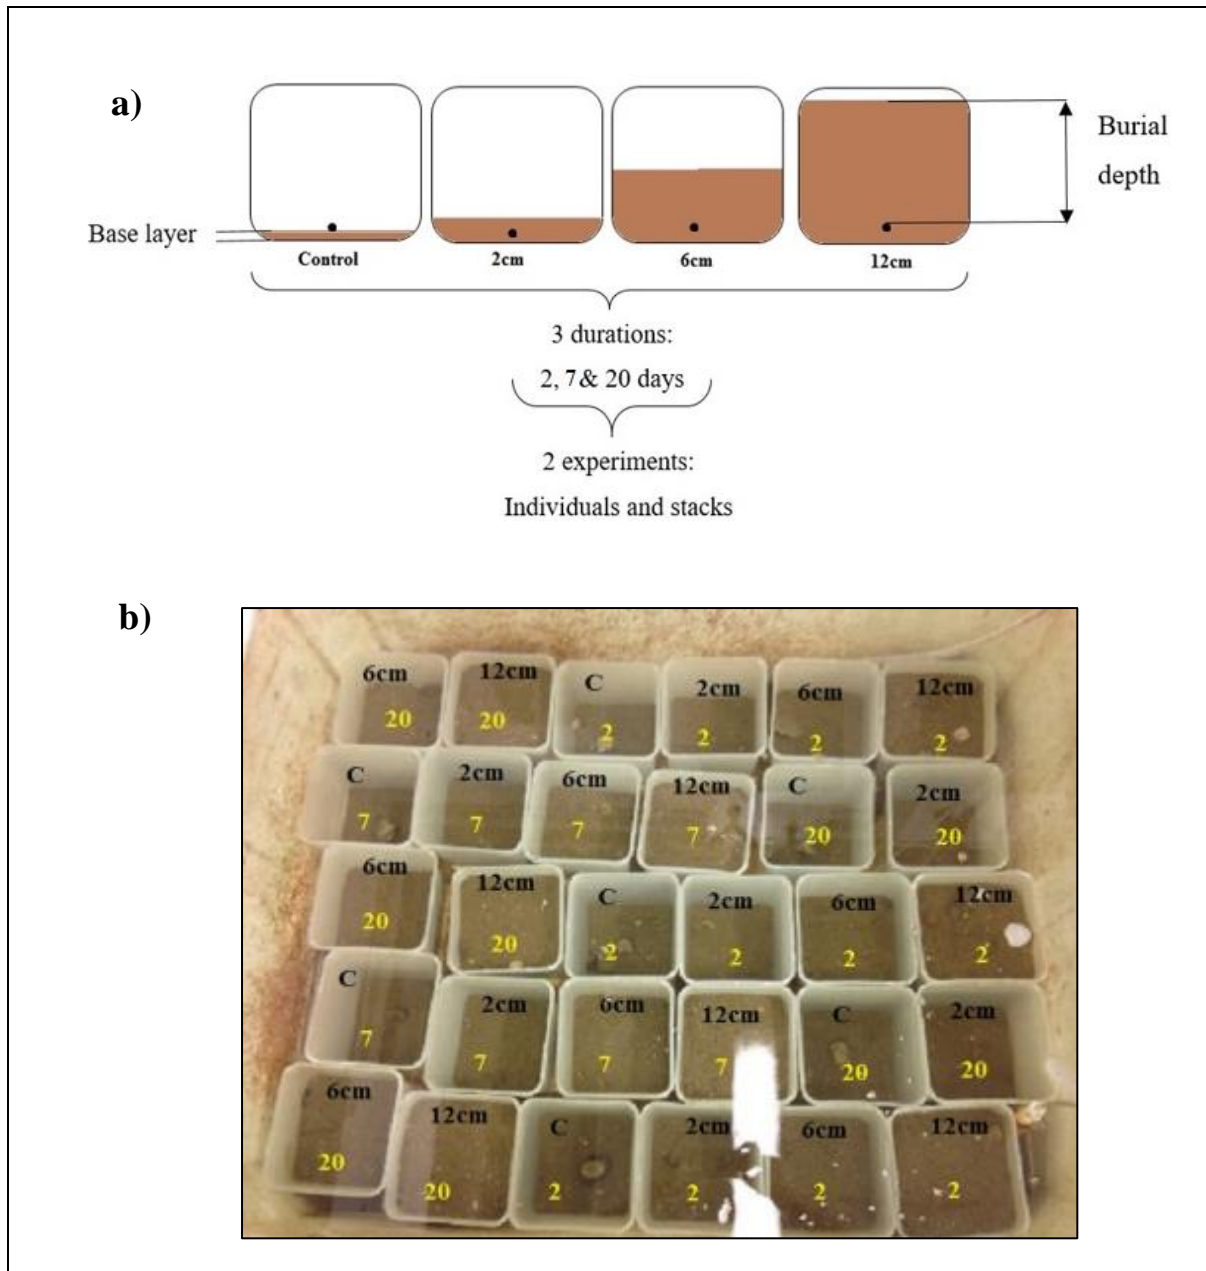 a)
Burial
depth
Base layer
Control 2cm 6cm 12cm
3 durations:
2, 7& 20 days
2 experiments:
Individuals and stacks
b)
6cm 12cm C 2cm 6cm 12cm
20 20 2 2 2 2
C 2cm 6cm 12cm C 2cm
7 7 7 7 20 20
6cm 12cm C 2cm 6cm 12cm
20 20 2 2 2 2
C 2cm 6cm 12cm C 2cm
7 7 7 7 20 20
6cm 12cm C 2cm 6cm 12cm
20 20 2 2 2 2